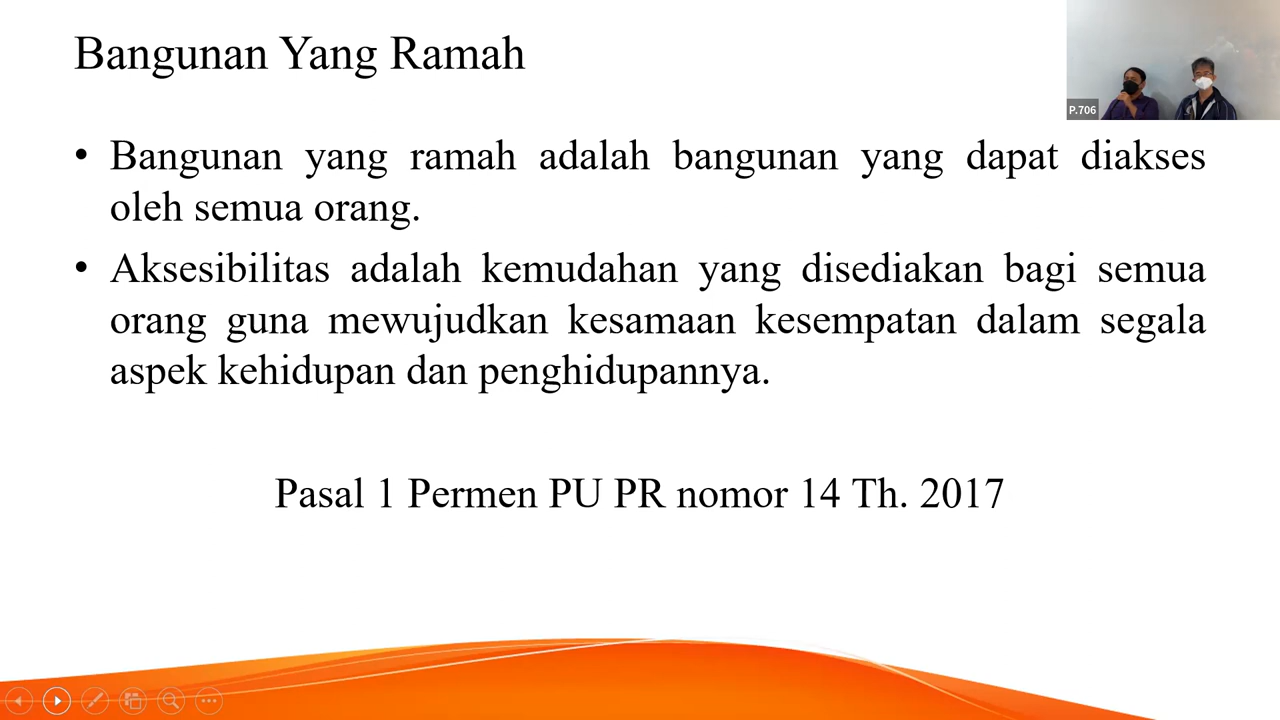 Bangunan Yang Ramah
P.706
• Bangunan yang ramah adalah bangunan yang dapat diakses
oleh semua orang.
• Aksesibilitas adalah kemudahan yang disediakan bagi semua
orang guna mewujudkan kesamaan kesempatan dalam segala
aspek kehidupan dan penghidupannya.
Pasal 1 Permen PU PR nomor 14 Th. 2017